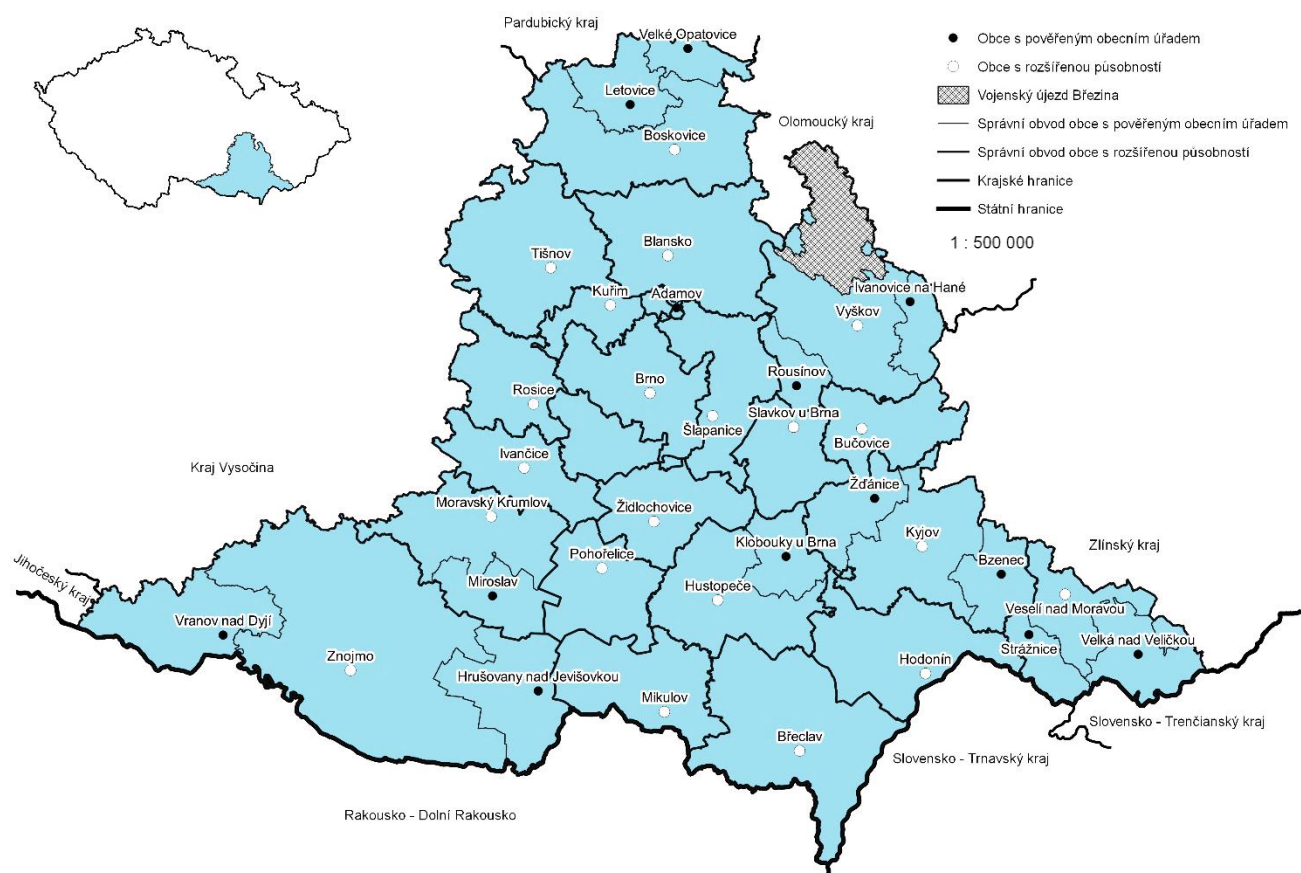 Pardubický kraj
Velké Opatovice
Obce s pověřeným obecním úřadem
Obce s rozšířenou působností
Vojenský újezd Březina
Správní obvod obce s pověřeným obecním úřadem
Správní obvod obce s rozšířenou působností
Krajské hranice
Státní hranice
1 : 500 000
Letovice
Olomoucký kraj
Boskovice
Blansko
Tišnov
Kuřim
Adamov
Ivanovice na Hané
Vyškov
Rousínov
Brno
Rosice
Slavkov u Brna
Šlapanice
Bučovice
Ivančice
Kraj Vysočina
Žďánice
Moravský Krumlov
Židlochovice
Kyjov
Klobouky u Brna
Zlínský kraj
Pohořelice
Bzenec
Jihočeský kraj
Miroslav
Hustopeče
Veselí nad Moravou
Vranov nad Dyjí
Strážnice
Velká nad Veličkou
Znojmo
Hodonín
Hrušovany nad Jevišovkou
Mikulov
Slovensko - Trenčianský kraj
Břeclav
Slovensko - Trnavský kraj
Rakousko - Dolní Rakousko